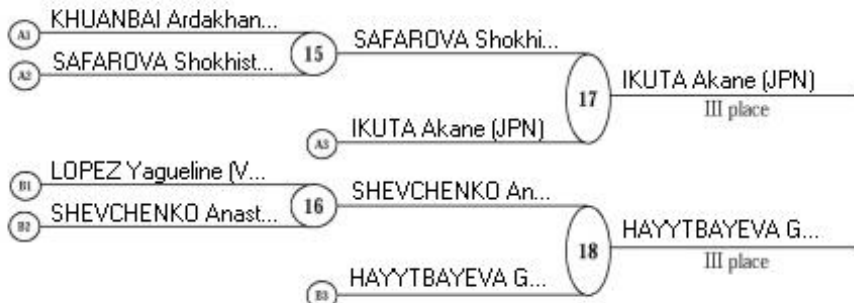 KHUANBAI Ardakhan...
A1
15
SAFAROVA Shokhi...
A2
SAFAROVA Shokhist...
17
IKUTA Akane (JPN)
III place
A3
IKUTA Akane (JPN)
LOPEZ Yagueline (V...
B1
16
SHEVCHENKO An...
B2
SHEVCHENKO Anast...
18
HAYYTBAYEVA G...
III place
B3
HAYYTBAYEVA G...